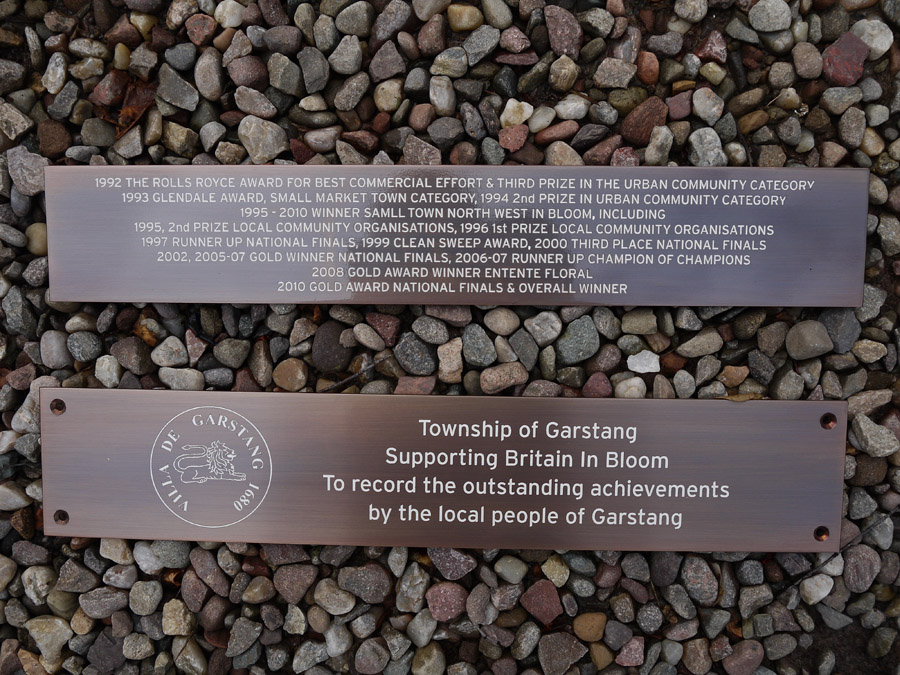 1992 THE ROLLS ROYCE AWARD FOR BEST COMMERCIAL EFFORT & THIRD PRIZE IN THE URBAN COMMUNITY CATEGORY
1993 GLENDALE AWARD, SMALL MARKET TOWN CATEGORY, 1994 2nd PRIZE IN URBAN COMMUNITY CATEGORY
1995 - 2010 WINNER SAMLL TOWN NORTH WEST IN BLOOM, INCLUDING
1995, 2nd PRIZE LOCAL COMMUNITY ORGANISATIONS, 1996 1st PRIZE LOCAL COMMUNITY ORGANISATIONS
1997 RUNNER UP NATIONAL FINALS, 1999 CLEAN SWEEP AWARD, 2000 THIRD PLACE NATIONAL FINALS
2002, 2005-07 GOLD WINNER NATIONAL FINALS, 2006-07 RUNNER UP CHAMPION OF CHAMPIONS
2008 GOLD AWARD WINNER ENTENTE FLORAL
2010 GOLD AWARD NATIONAL FINALS & OVERALL WINNER
VILLA DE GARSTANG 1680
Township of Garstang
Supporting Britain In Bloom
To record the outstanding achievements
by the local people of Garstang